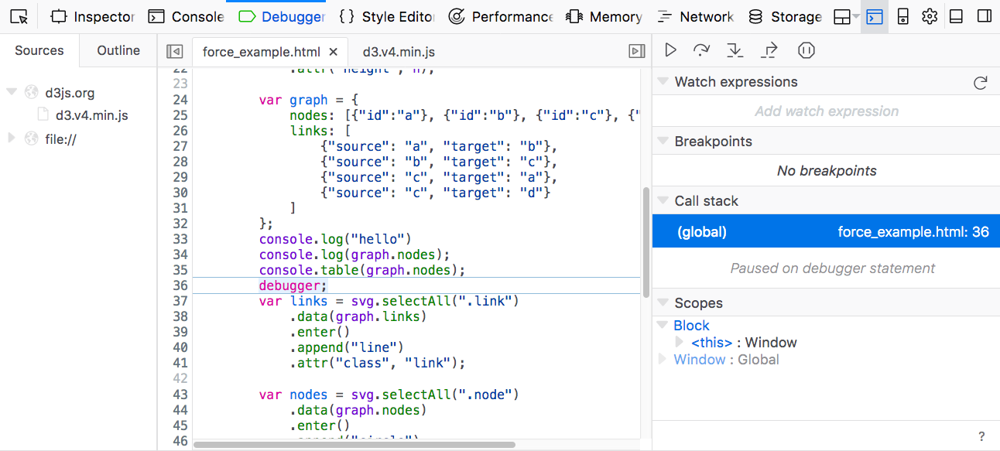 Inspector Console Debugger {} Style Editor Performance Memory Network Storage
Sources Outline
d3js.org
d3.v4.min.js
file://
force_example.html × d3.v4.min.js
22 .attr("height", h);
23
24 var graph = {
25 nodes: [{"id":"a"}, {"id":"b"}, {"id":"c"}, {"
26 links: [
27 {"source": "a", "target": "b"},
28 {"source": "b", "target": "c"},
29 {"source": "c", "target": "a"},
30 {"source": "c", "target": "d"}
31 ]
32 };
33 console.log("hello")
34 console.log(graph.nodes);
35 console.table(graph.nodes);
36 debugger;
37 var links = svg.selectAll(".link")
38 .data(graph.links)
39 .enter()
40 .append("line")
41 .attr("class", "link");
42
43 var nodes = svg.selectAll(".node")
44 .data(graph.nodes)
45 .enter()
46 .append("circle")
Watch expressions
Add watch expression
Breakpoints
No breakpoints
Call stack
(global) force_example.html: 36
Paused on debugger statement
Scopes
Block
<this> : Window
Window : Global
?